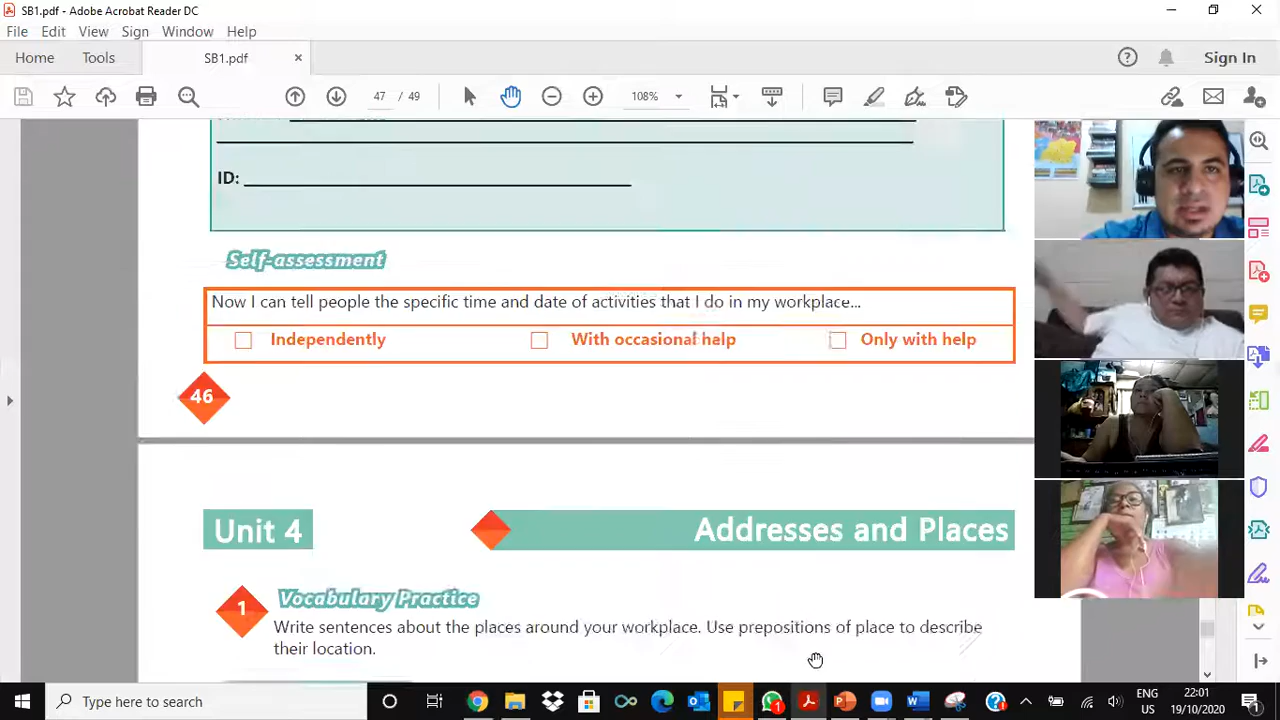 SB1.pdf - Adobe Acrobat Reader DC
File Edit View Sign Window Help
Home Tools SB1.pdf × Sign In
47 / 49 108%
ID:
Self-assessment
Now I can tell people the specific time and date of activities that I do in my workplace...
Independently With occasional help Only with help
46
Unit 4 Addresses and Places
1 Vocabulary Practice
Write sentences about the places around your workplace. Use prepositions of place to describe
their location.
Type here to search
ENG 22:01
US 19/10/2020